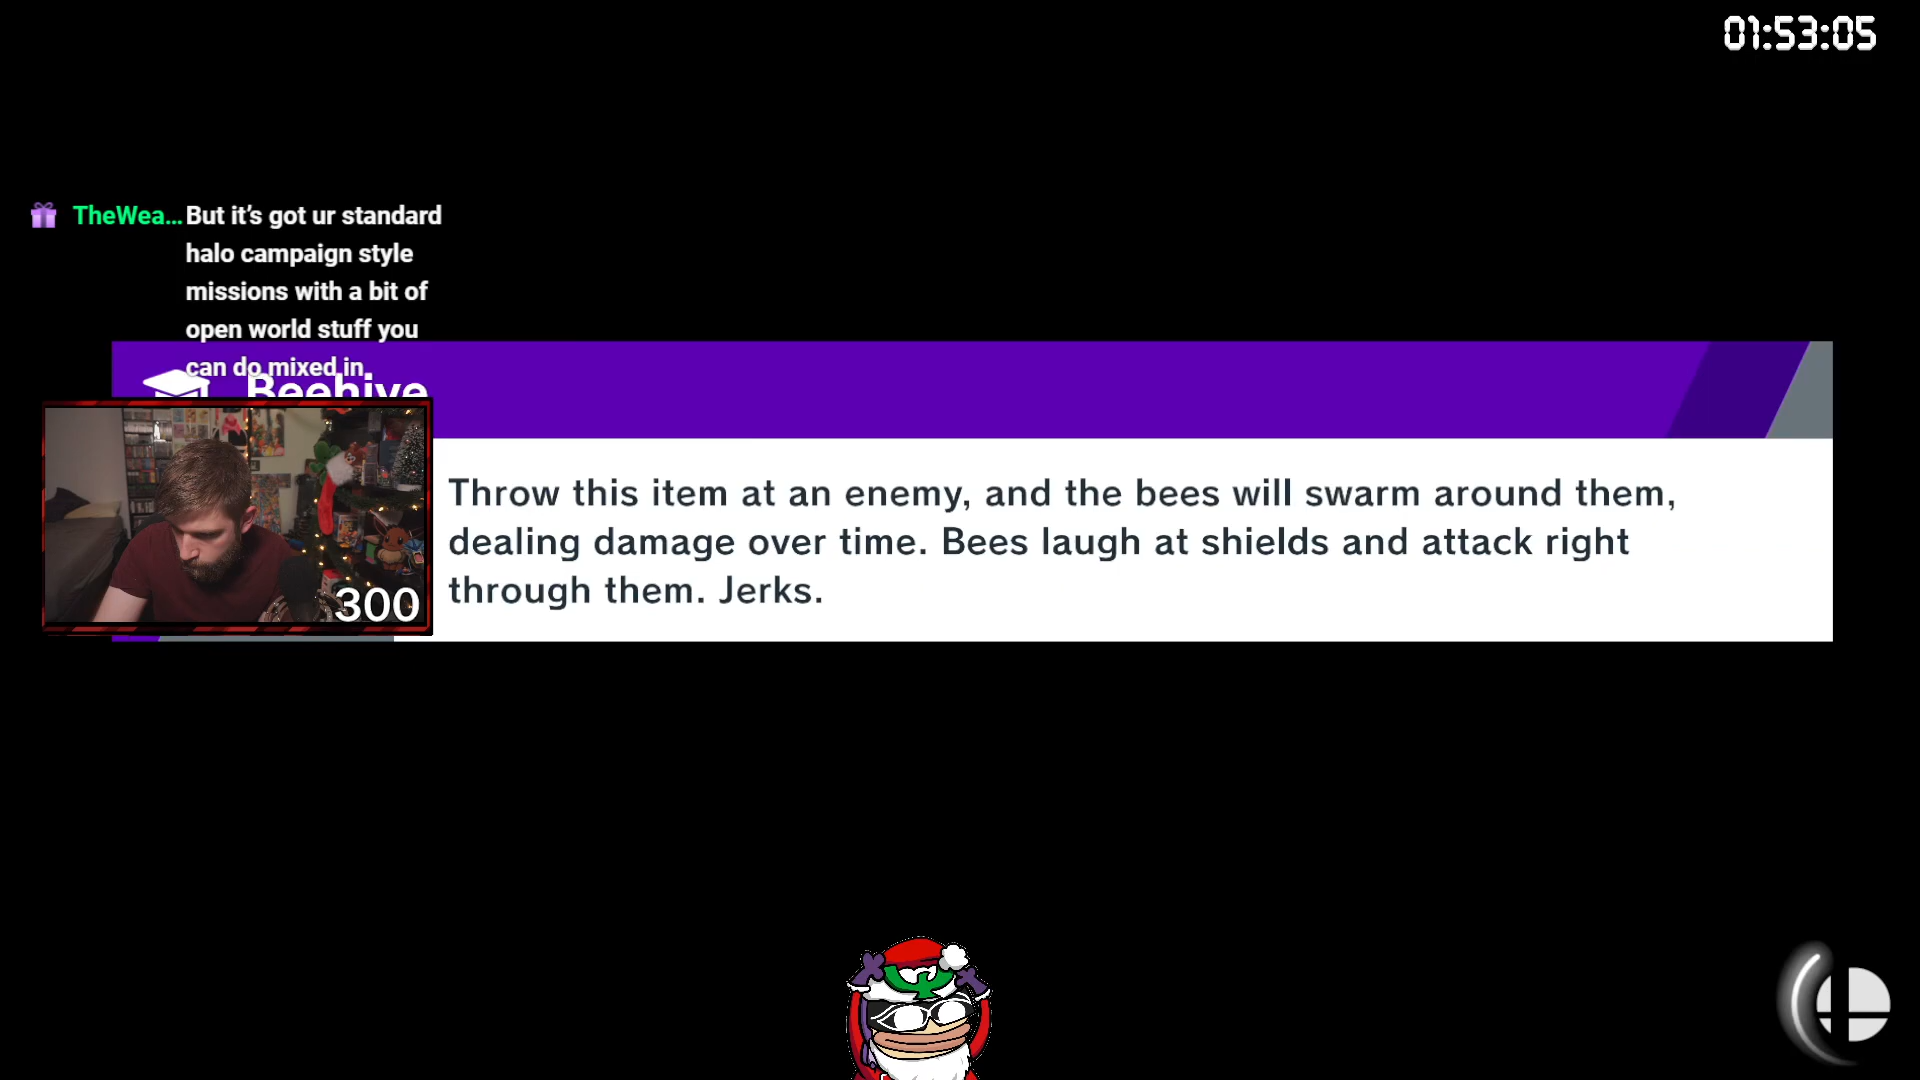 01:53:05
TheWea... But it's got ur standard
halo campaign style
missions with a bit of
open world stuff you
can do mixed in
Beehive
Throw this item at an enemy, and the bees will swarm around them,
dealing damage over time. Bees laugh at shields and attack right
through them. Jerks.
300